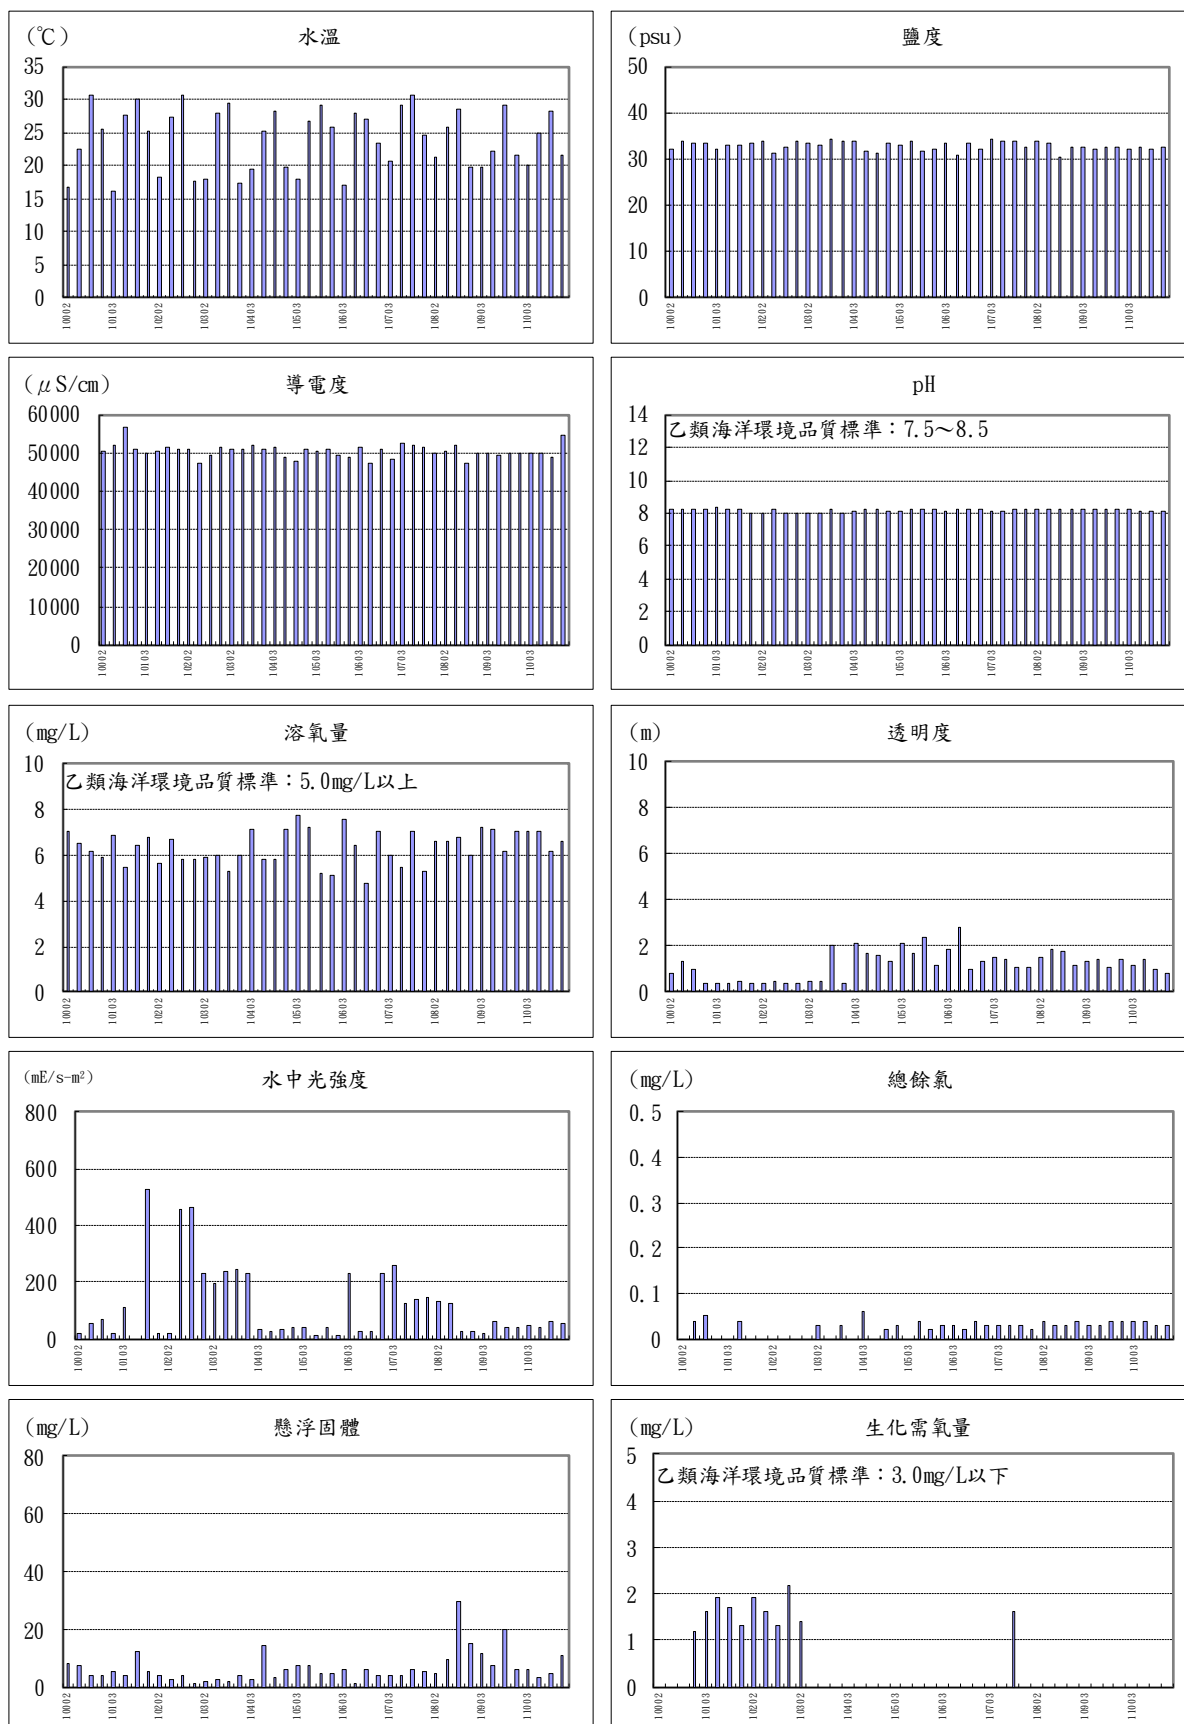 (℃) 水溫
35
30
25
20
15
10
5
0
10002 10103 10202 10302 10403 10503 10603 10703 10802 10903 11003
(psu) 鹽度
50
40
30
20
10
0
10002 10103 10202 10302 10403 10503 10603 10703 10802 10903 11003
(μS/cm) 導電度
60000
50000
40000
30000
20000
10000
0
10002 10103 10202 10302 10403 10503 10603 10703 10802 10903 11003
pH
乙類海洋環境品質標準：7.5～8.5
14
12
10
8
6
4
2
0
10002 10103 10202 10302 10403 10503 10603 10703 10802 10903 11003
(mg/L) 溶氧量
乙類海洋環境品質標準：5.0mg/L以上
10
8
6
4
2
0
10002 10103 10202 10302 10403 10503 10603 10703 10802 10903 11003
(m) 透明度
10
8
6
4
2
0
10002 10103 10202 10302 10403 10503 10603 10703 10802 10903 11003
(mE/s-m²) 水中光強度
800
600
400
200
0
10002 10103 10202 10302 10403 10503 10603 10703 10802 10903 11003
(mg/L) 總餘氯
0.5
0.4
0.3
0.2
0.1
0
10002 10103 10202 10302 10403 10503 10603 10703 10802 10903 11003
(mg/L) 懸浮固體
80
60
40
20
0
10002 10103 10202 10302 10403 10503 10603 10703 10802 10903 11003
(mg/L) 生化需氧量
乙類海洋環境品質標準：3.0mg/L以下
5
4
3
2
1
0
10002 10103 10202 10302 10403 10503 10603 10703 10802 10903 11003